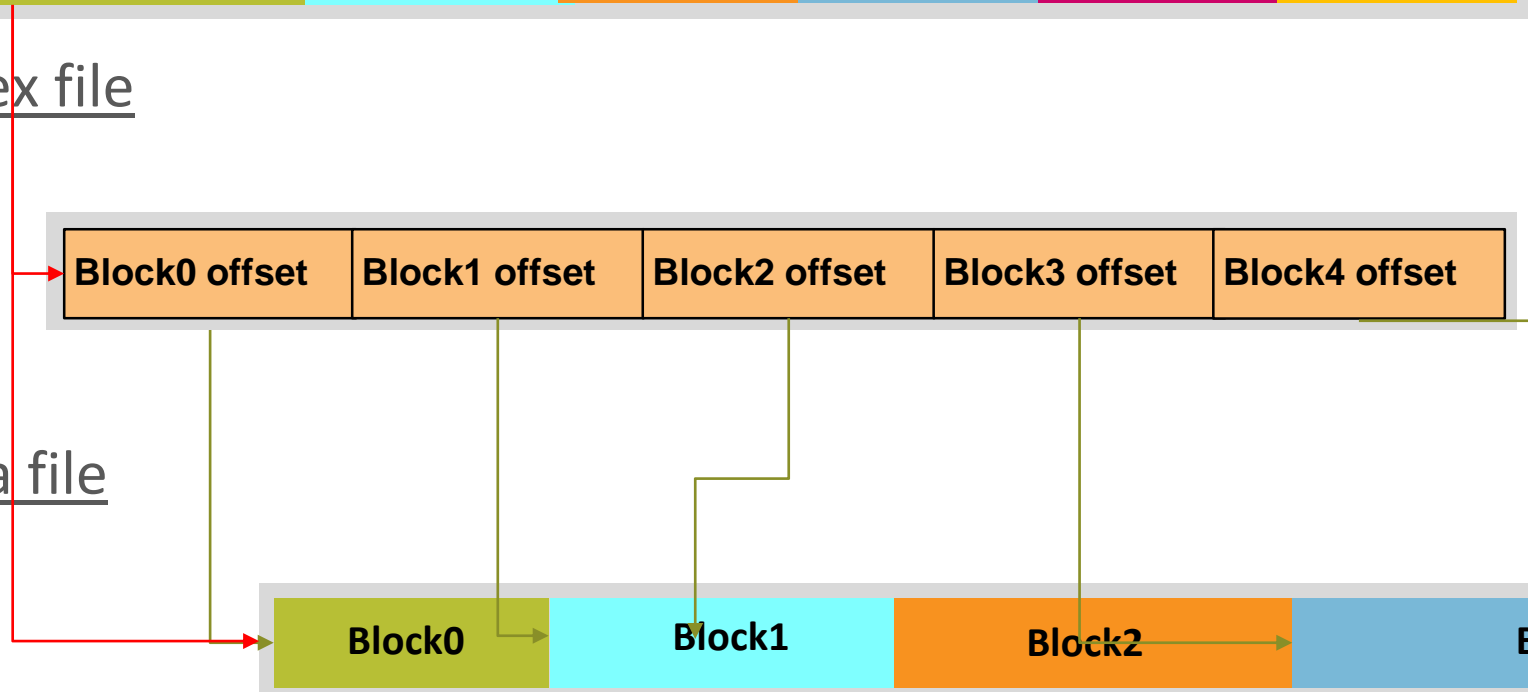 ex file
Block0 offset Block1 offset Block2 offset Block3 offset Block4 offset
a file
Block0 Block1 Block2 B